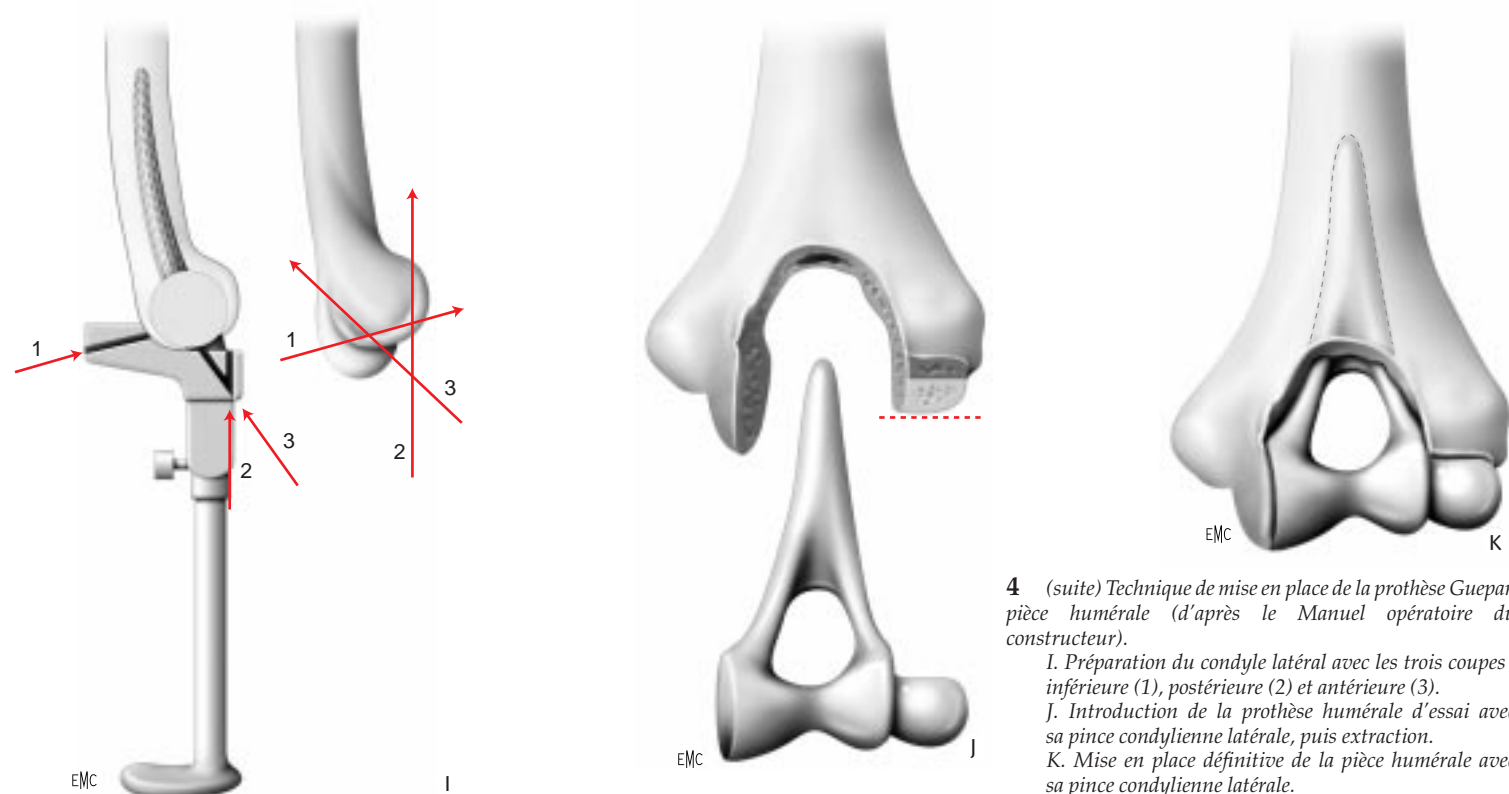 1
2
3
1
2
3
EMC
I
EMC
J
EMC
K
4 (suite) Technique de mise en place de la prothèse Guepar
pièce humérale (d'après le Manuel opératoire du
constructeur).
I. Préparation du condyle latéral avec les trois coupes
inférieure (1), postérieure (2) et antérieure (3).
J. Introduction de la prothèse humérale d'essai avec
sa pince condylienne latérale, puis extraction.
K. Mise en place définitive de la pièce humérale avec
sa pince condylienne latérale.